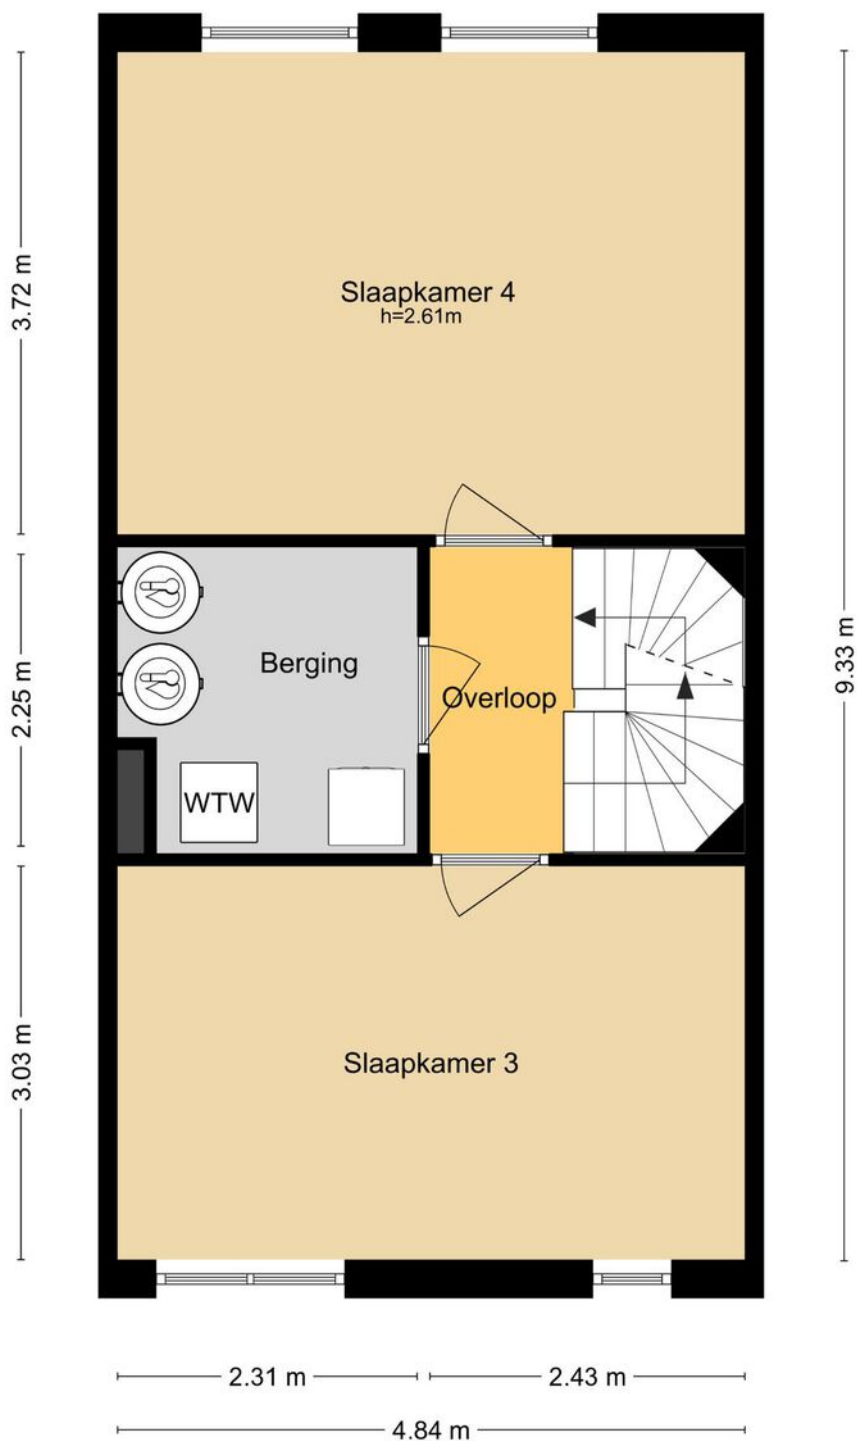 3.72 m
Slaapkamer 4
h=2.61m
2.25 m
Berging
Overloop
9.33 m
WTW
3.03 m
Slaapkamer 3
2.31 m
2.43 m
4.84 m